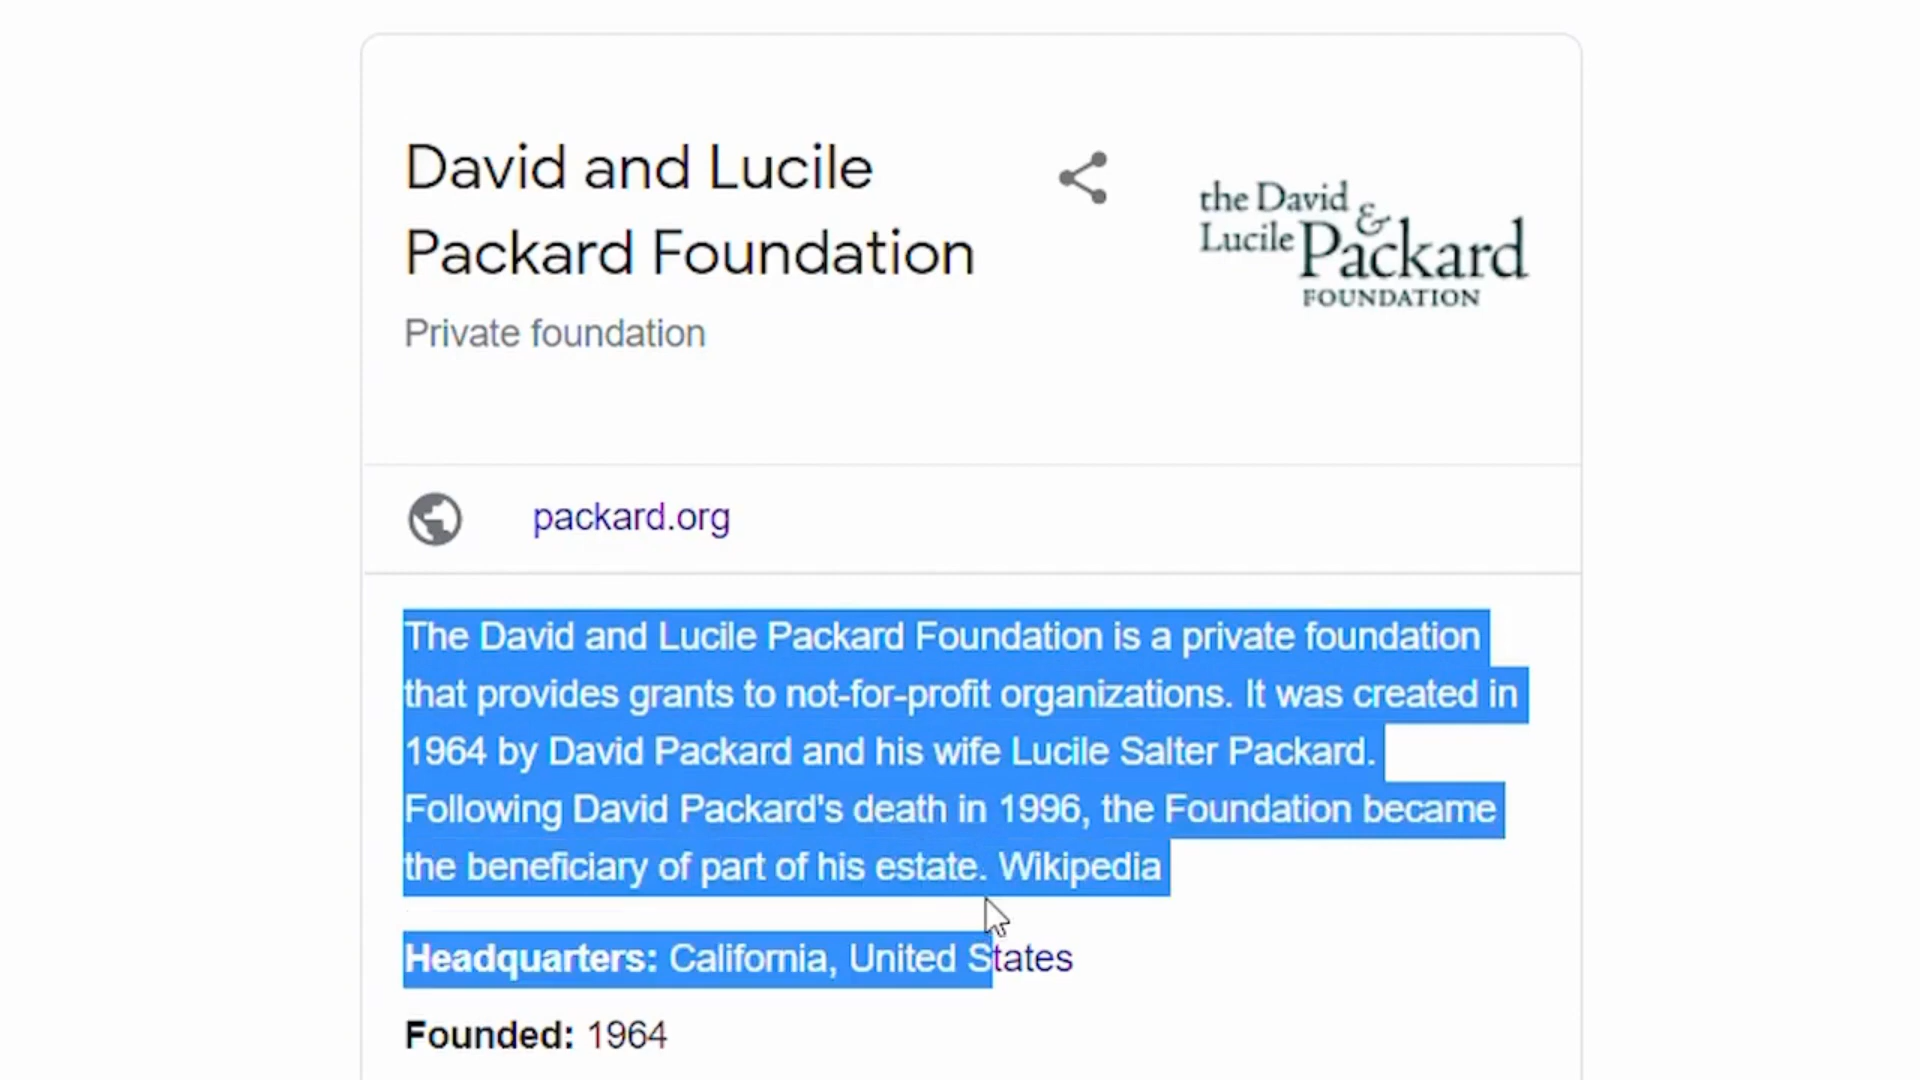 David and Lucile
Packard Foundation
Private foundation
the David &
Lucile Packard
FOUNDATION
packard.org
The David and Lucile Packard Foundation is a private foundation
that provides grants to not-for-profit organizations. It was created in
1964 by David Packard and his wife Lucile Salter Packard.
Following David Packard's death in 1996, the Foundation became
the beneficiary of part of his estate. Wikipedia
Headquarters: California, United States
Founded: 1964